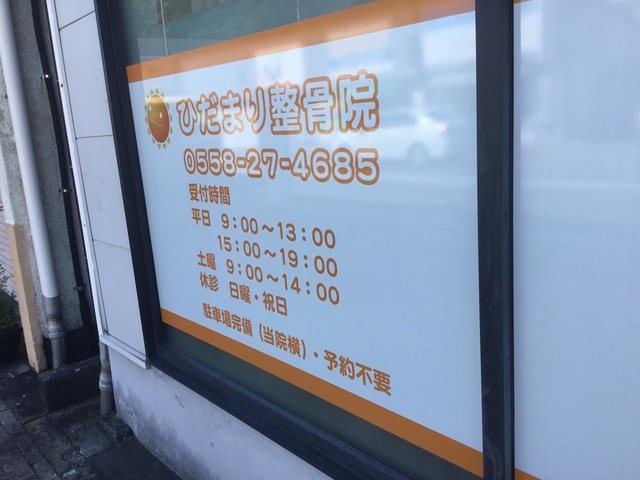 ひだまり整骨院
0558-27-4685
受付時間
平日 9:00～13:00
15:00～19:00
土曜 9:00～14:00
休診 日曜・祝日
駐車場完備(当院横)・予約不要